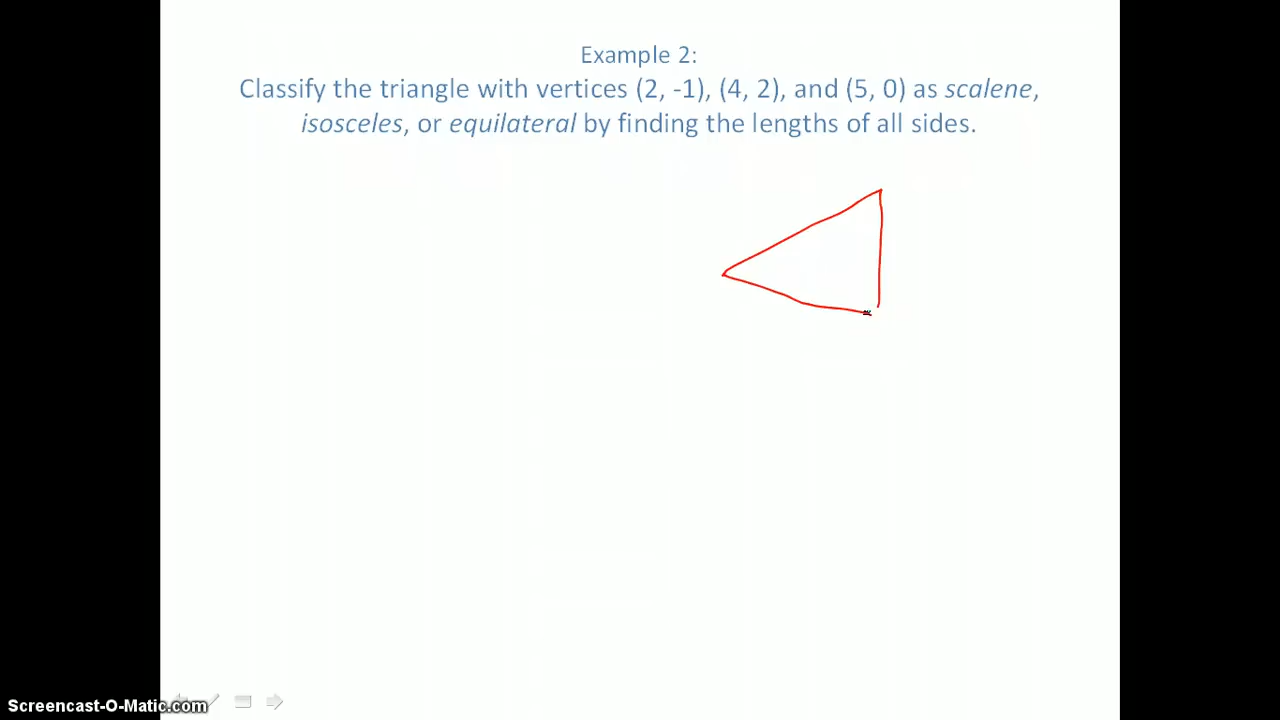 Example 2:
Classify the triangle with vertices (2, -1), (4, 2), and (5, 0) as scalene,
isosceles, or equilateral by finding the lengths of all sides.
Screencast-O-Matic.com